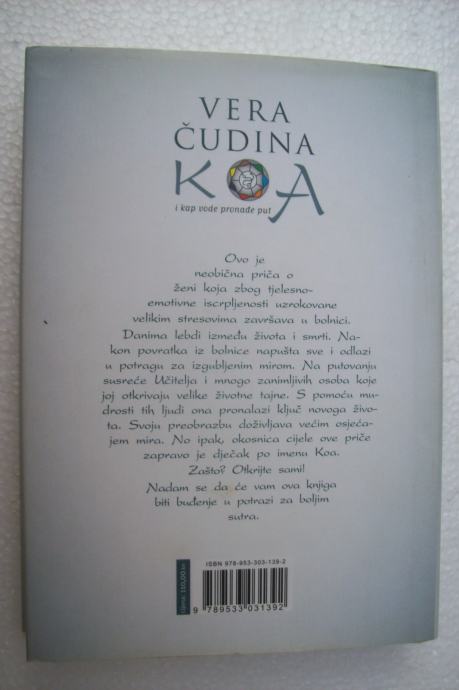 VERA
ČUDINA
KOA
i kap vode pronađe put
Ovo je
neobična priča o
ženi koja zbog tjelesno-
emotivne iscrpljenosti uzrokovane
velikim stresovima završava u bolnici.
Danima lebdi između života i smrti. Na-
kon povratka iz bolnice napušta sve i odlazi
u potragu za izgubljenim mirom. Na putovanju
susreće Učitelja i mnogo zanimljivih osoba koje
joj otkrivaju velike životne tajne. S pomoću mu-
drosti tih ljudi ona pronalazi ključ novoga živo-
ta. Svoju preobrazbu doživljava većim osjeća-
jem mira. No ipak, okosnica cijele ove priče
zapravo je dječak po imenu Koa.
Zašto? Otkrijte sami!
Nadam se da će vam ova knjiga
biti buđenje u potrazi za boljim
sutra.
Cijena: 110,00 kn
ISBN 978-953-303-139-2
9 789533 031392